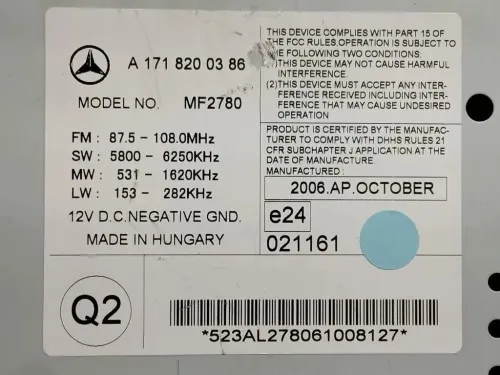 A 171 820 03 86
MODEL NO. MF2780
FM : 87.5 - 108.0MHz
SW : 5800 - 6250KHz
MW : 531 - 1620KHz
LW : 153 - 282KHz
12V D.C.NEGATIVE GND.
MADE IN HUNGARY
THIS DEVICE COMPLIES WITH PART 15 OF
THE FCC RULES.OPERATION IS SUBJECT TO
THE FOLLOWING TWO CONDITIONS:
(1)THIS DEVICE MAY NOT CAUSE HARMFUL
INTERFERENCE
(2)THIS DEVICE MUST ACCEPT ANY INTER-
FERENCE RECEIVED INCLUDING INTER-
FERENCE THAT MAY CAUSE UNDESIRED
OPERATION
PRODUCT IS CERTIFIED BY THE MANUFAC-
TURER TO COMPLY WITH DHHS RULES 21
CFR SUBCHAPTER J APPLICATION AT THE
DATE OF MANUFACTURE.
MANUFACTURED :
2006.AP.OCTOBER
e24
021161
Q2
*523AL278061008127*